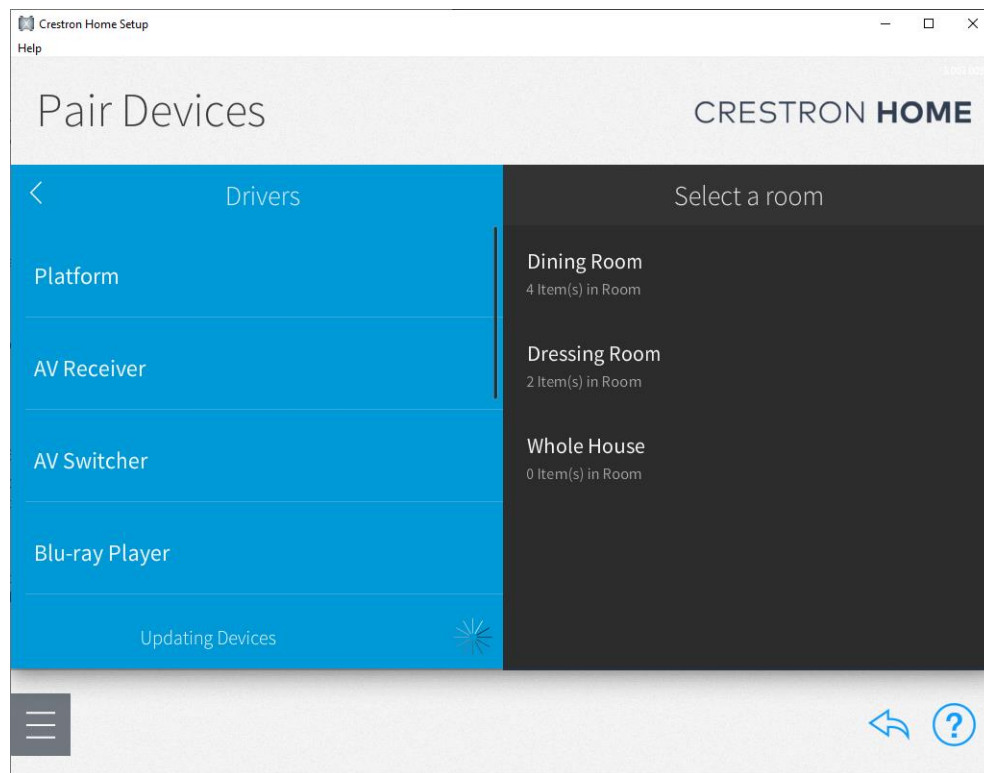 Crestron Home Setup
Help
Pair Devices
CRESTRON HOME
Drivers
Platform
AV Receiver
AV Switcher
Blu-ray Player
Updating Devices
Select a room
Dining Room
4 Item(s) in Room
Dressing Room
2 Item(s) in Room
Whole House
0 Item(s) in Room
?